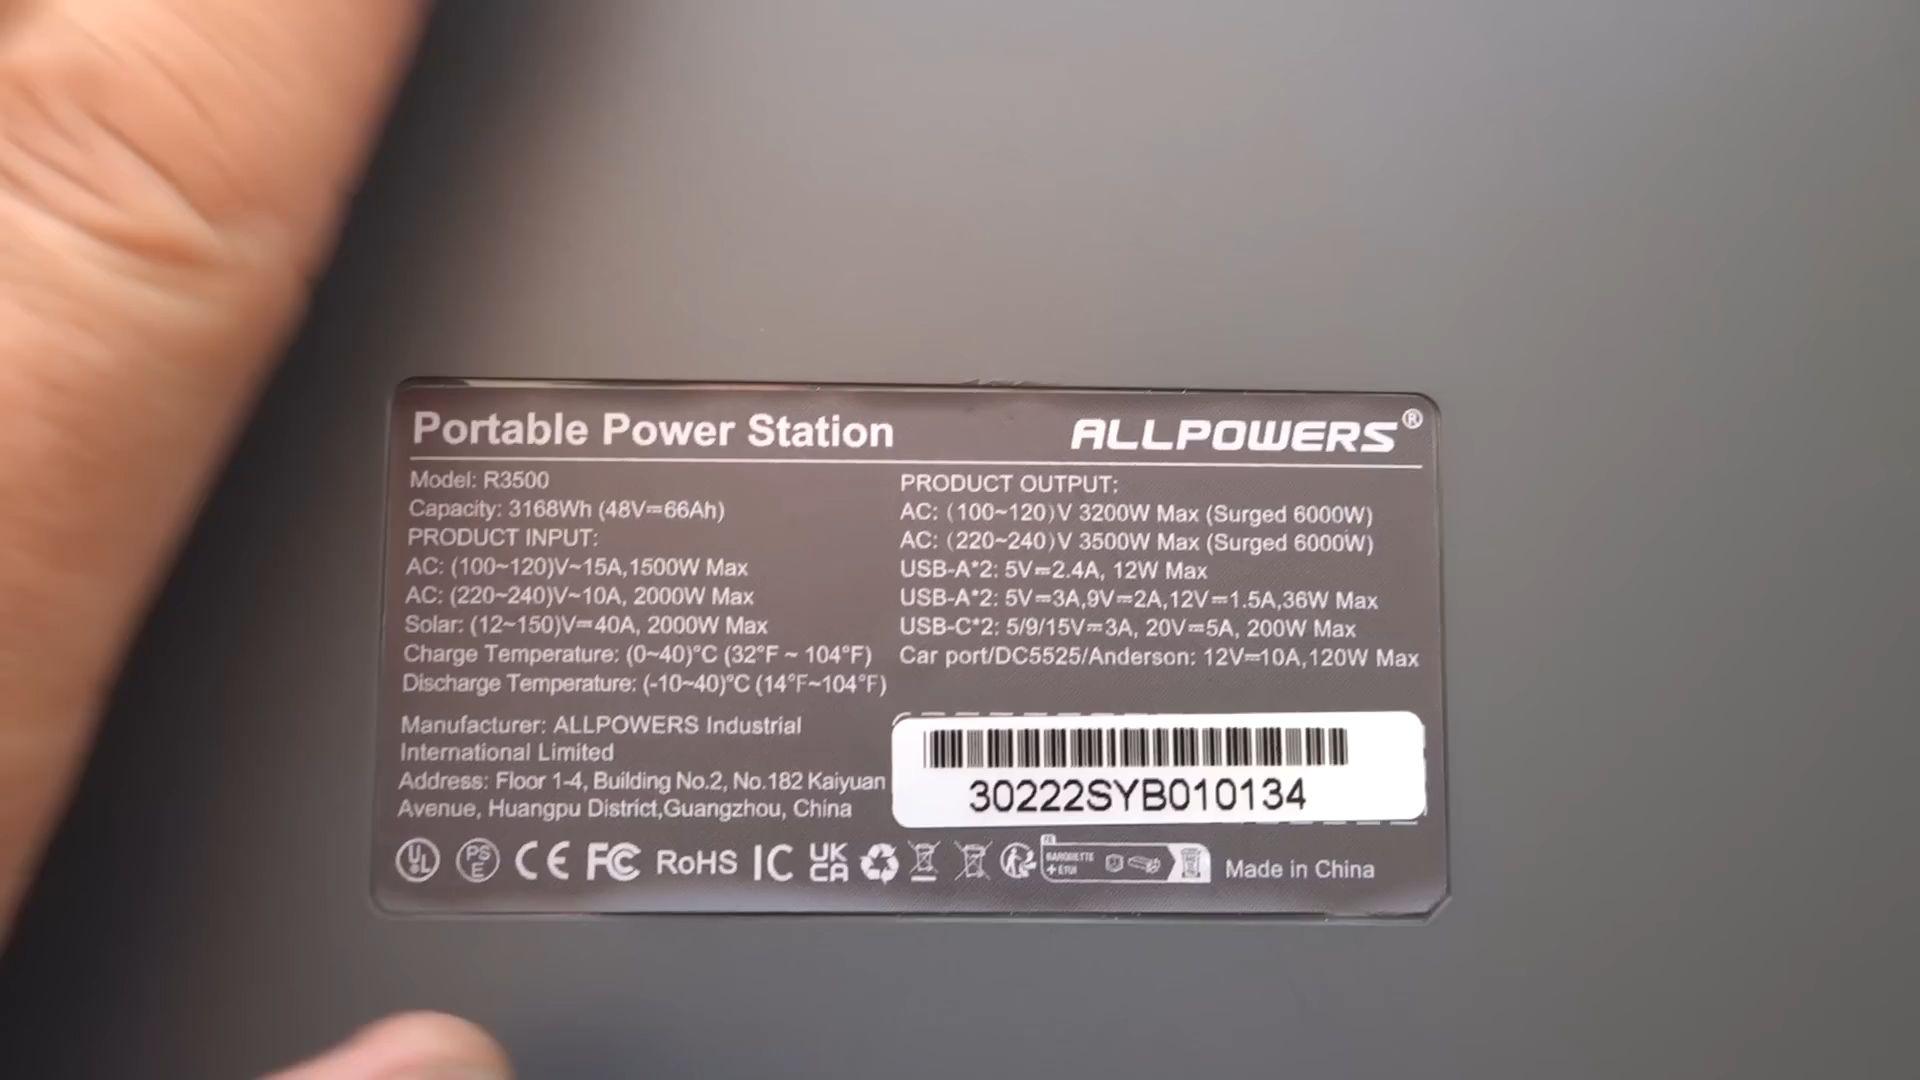 Portable Power Station
ALLPOWERS®
Model: R3500
Capacity: 3168Wh (48V⎓66Ah)
PRODUCT INPUT:
AC: (100~120)V~15A,1500W Max
AC: (220~240)V~10A, 2000W Max
Solar: (12~150)V⎓40A, 2000W Max
Charge Temperature: (0~40)°C (32°F ~ 104°F)
Discharge Temperature: (-10~40)°C (14°F~104°F)
Manufacturer: ALLPOWERS Industrial
International Limited
Address: Floor 1-4, Building No.2, No.182 Kaiyuan
Avenue, Huangpu District,Guangzhou, China
PRODUCT OUTPUT:
AC: (100~120)V 3200W Max (Surged 6000W)
AC: (220~240)V 3500W Max (Surged 6000W)
USB-A*2: 5V⎓2.4A, 12W Max
USB-A*2: 5V⎓3A,9V⎓2A,12V⎓1.5A,36W Max
USB-C*2: 5/9/15V⎓3A, 20V⎓5A, 200W Max
Car port/DC5525/Anderson: 12V⎓10A,120W Max
30222SYB010134
UL PSE CE FC RoHS IC UKCA
FR
BARQUETTE
+ ÉTUI
Made in China